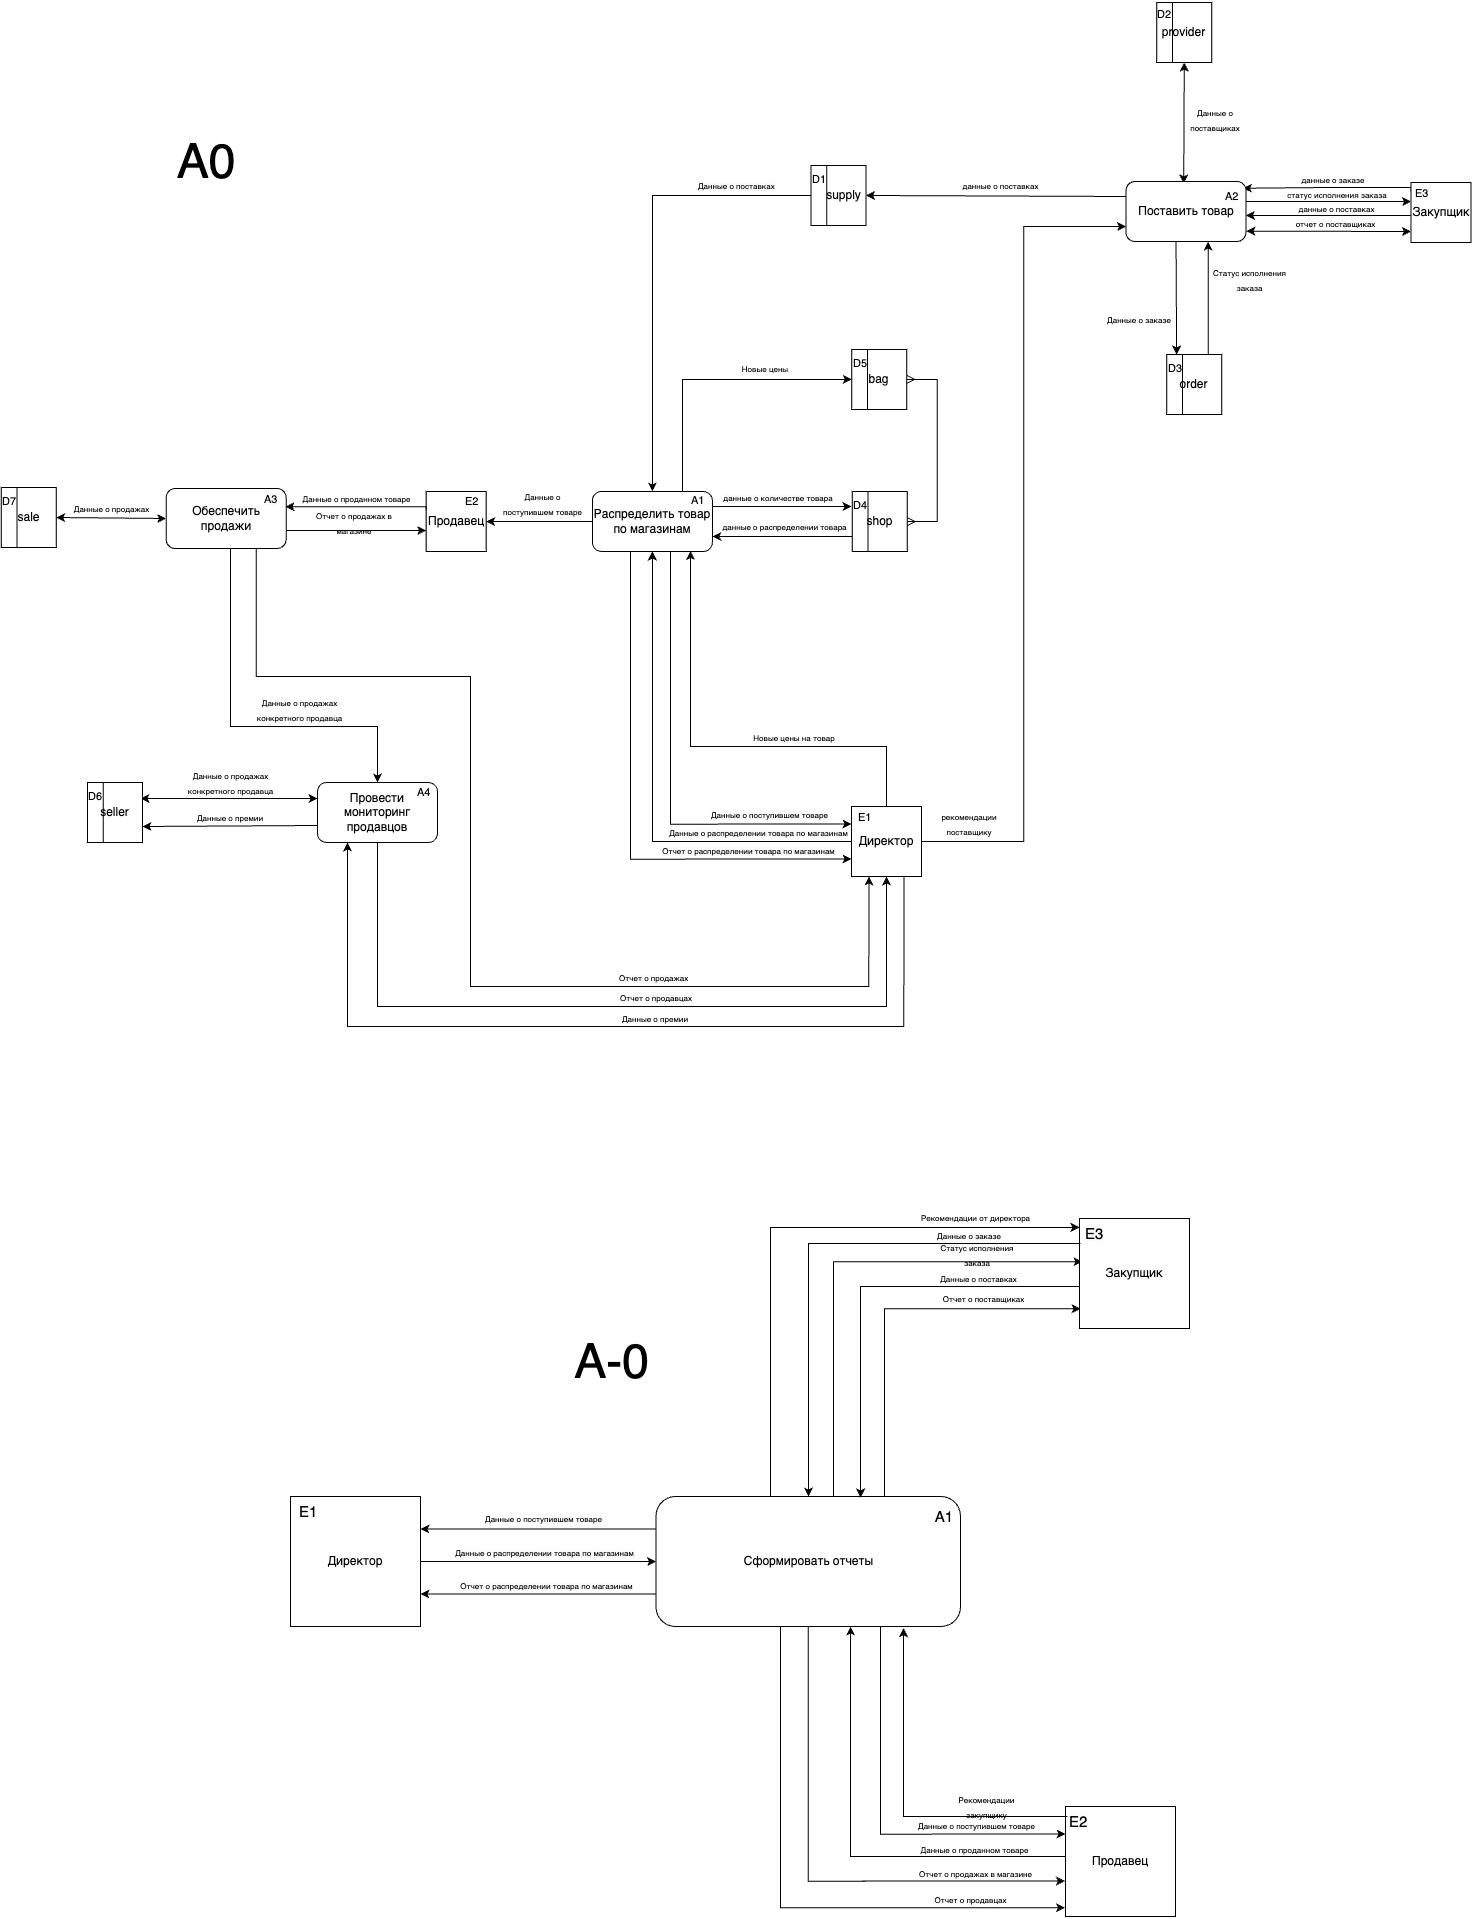 D2
provider
Данные о
поставщиках
A0
D1
supply
Данные о поставках
данные о поставках
A2
Поставить товар
данные о заказе
статус исполнения заказа
данные о поставках
отчет о поставщиках
E3
Закупщик
Статус исполнения
заказа
Данные о заказе
D3
order
Новые цены
D5
bag
D7
sale
Данные о продажах
A3
Обеспечить
продажи
Данные о проданном товаре
Отчет о продажах в
магазине
E2
Продавец
Данные о
поступившем товаре
A1
Распределить товар
по магазинам
данные о количестве товара
данные о распределении товара
D4
shop
Данные о продажах
конкретного продавца
Новые цены на товар
D6
seller
Данные о продажах
конкретного продавца
Данные о премии
A4
Провести
мониторинг
продавцов
Данные о поступившем товаре
Данные о распределении товара по магазинам
Отчет о распределении товара по магазинам
E1
Директор
рекомендации
поставщику
Отчет о продажах
Отчет о продавцах
Данные о премии
Рекомендации от директора
Данные о заказе
Статус исполнения
заказа
Данные о поставках
Отчет о поставщиках
E3
Закупщик
A-0
E1
Директор
Данные о поступившем товаре
Данные о распределении товара по магазинам
Отчет о распределении товара по магазинам
A1
Сформировать отчеты
Рекомендации
закупщику
Данные о поступившем товаре
Данные о проданном товаре
Отчет о продажах в магазине
Отчет о продавцах
E2
Продавец